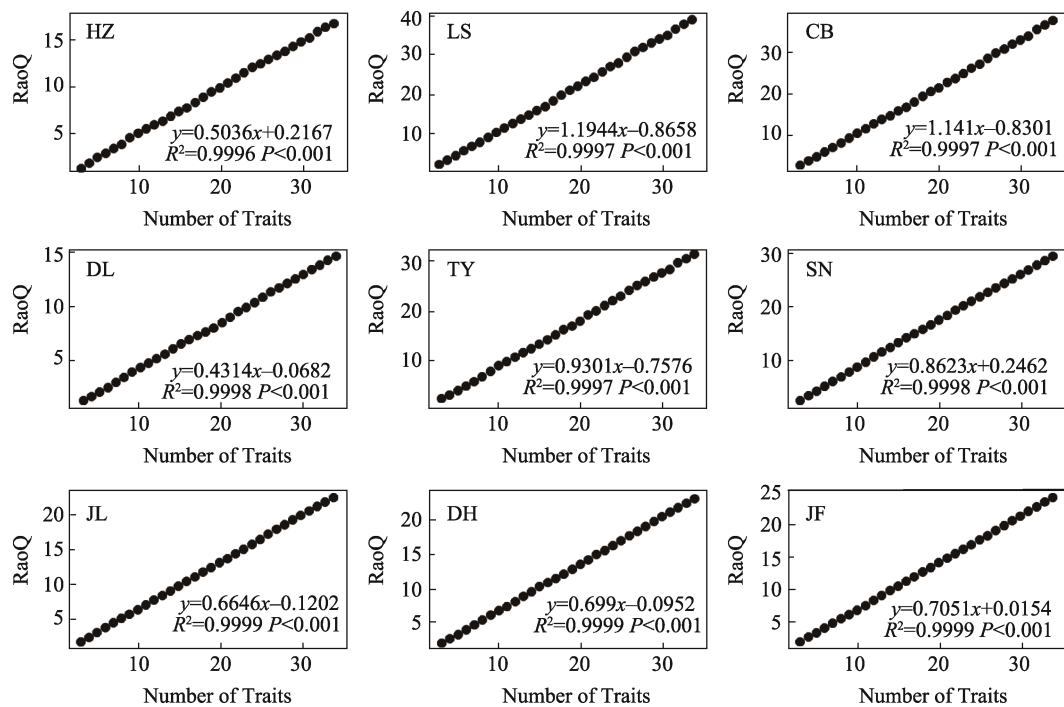 HZ
RaoQ
15
10
5
y=0.5036x+0.2167
R²=0.9996 P<0.001
10 20 30
Number of Traits
LS
RaoQ
40
30
20
10
y=1.1944x–0.8658
R²=0.9997 P<0.001
10 20 30
Number of Traits
CB
RaoQ
30
20
10
y=1.141x–0.8301
R²=0.9997 P<0.001
10 20 30
Number of Traits
DL
RaoQ
15
10
5
y=0.4314x–0.0682
R²=0.9998 P<0.001
10 20 30
Number of Traits
TY
RaoQ
30
20
10
y=0.9301x–0.7576
R²=0.9997 P<0.001
10 20 30
Number of Traits
SN
RaoQ
30
20
10
y=0.8623x+0.2462
R²=0.9998 P<0.001
10 20 30
Number of Traits
JL
RaoQ
20
15
10
5
y=0.6646x–0.1202
R²=0.9999 P<0.001
10 20 30
Number of Traits
DH
RaoQ
20
15
10
5
y=0.699x–0.0952
R²=0.9999 P<0.001
10 20 30
Number of Traits
JF
RaoQ
25
20
15
10
5
y=0.7051x+0.0154
R²=0.9999 P<0.001
10 20 30
Number of Traits